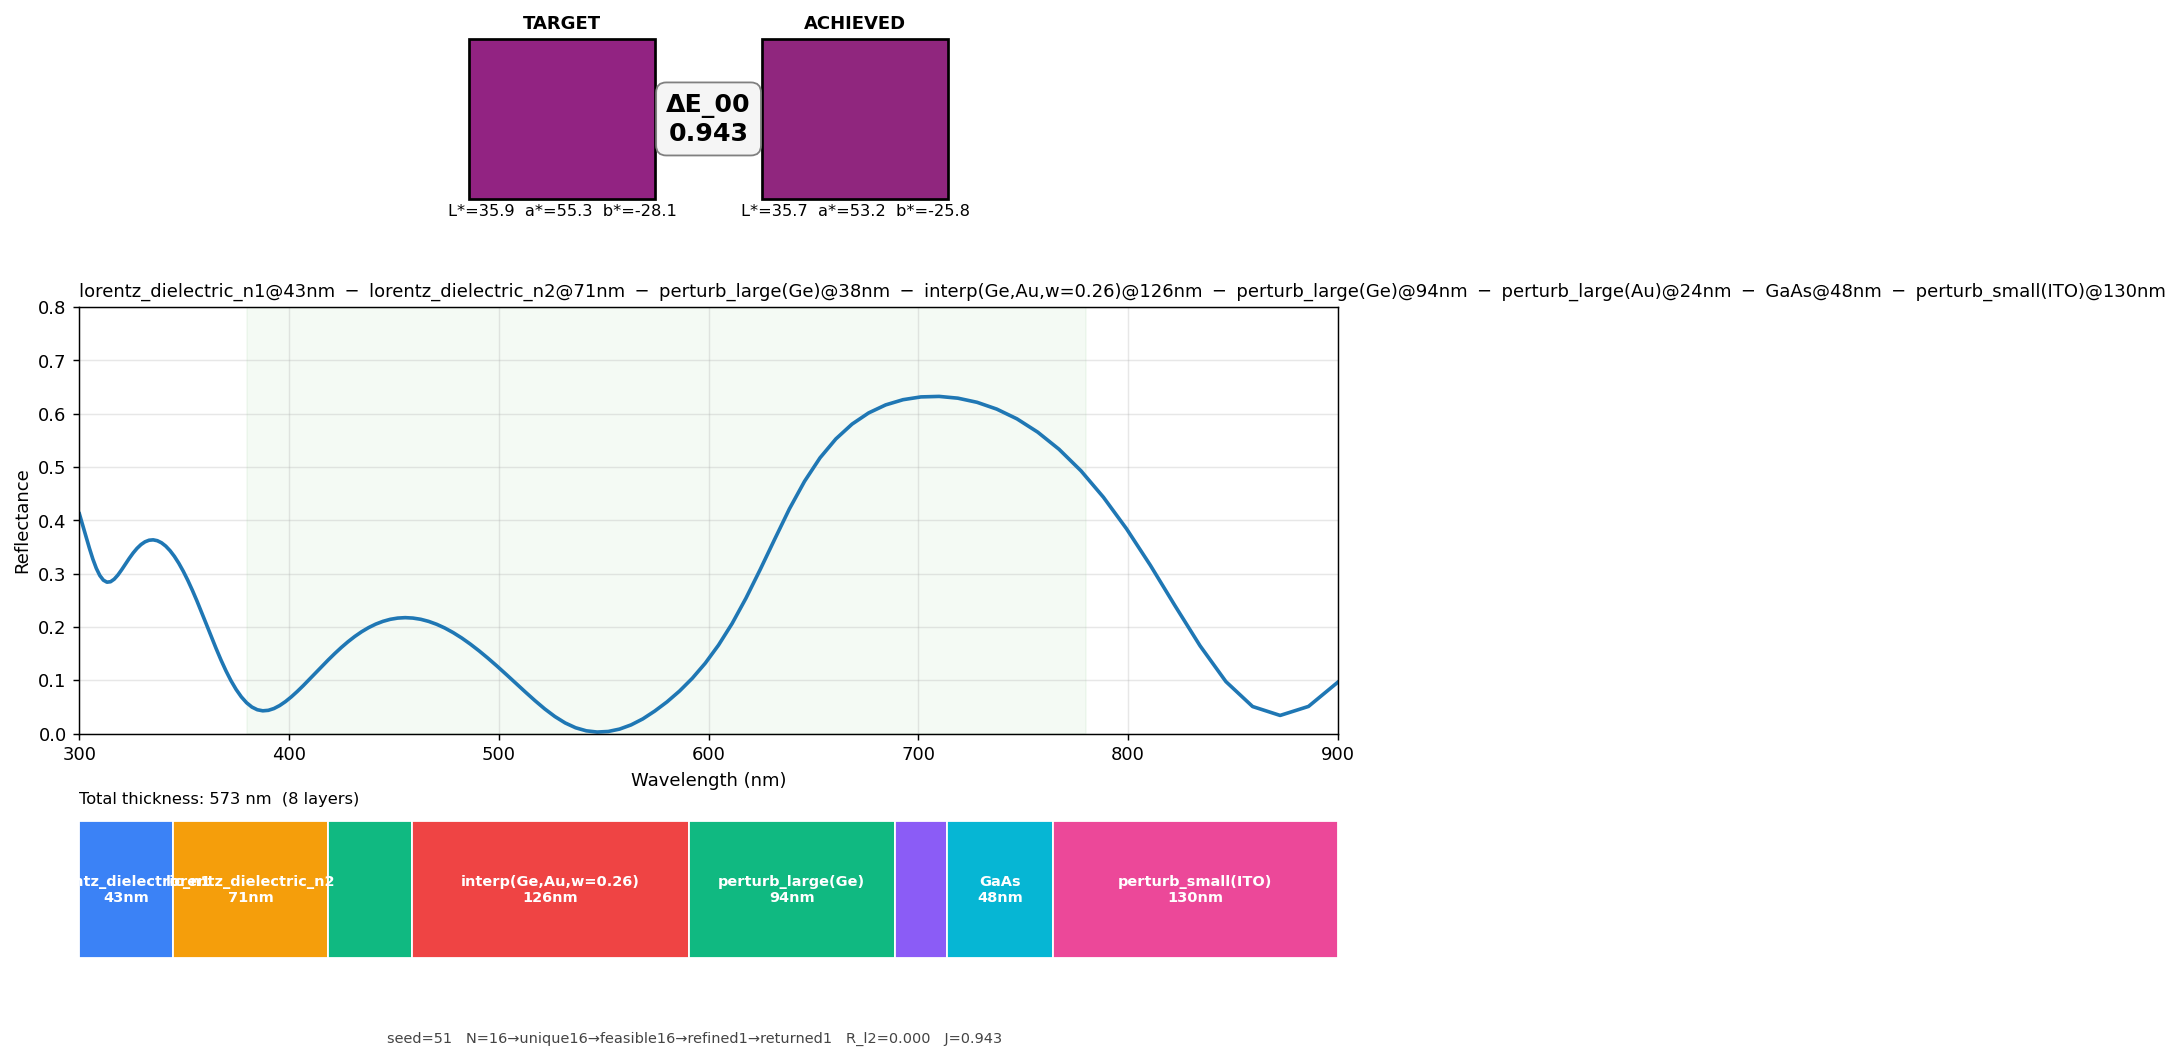 TARGET
ACHIEVED
ΔE_00
0.943
L*=35.9  a*=55.3  b*=-28.1
L*=35.7  a*=53.2  b*=-25.8
lorentz_dielectric_n1@43nm − lorentz_dielectric_n2@71nm − perturb_large(Ge)@38nm − interp(Ge,Au,w=0.26)@126nm − perturb_large(Ge)@94nm − perturb_large(Au)@24nm − GaAs@48nm − perturb_small(ITO)@130nm
0.8
0.7
0.6
0.5
0.4
0.3
0.2
0.1
0.0
Reflectance
300 400 500 600 700 800 900
Wavelength (nm)
Total thickness: 573 nm  (8 layers)
ntz_dielectric_n1
43nm
lorentz_dielectric_n2
71nm
interp(Ge,Au,w=0.26)
126nm
perturb_large(Ge)
94nm
GaAs
48nm
perturb_small(ITO)
130nm
seed=51   N=16→unique16→feasible16→refined1→returned1   R_l2=0.000   J=0.943